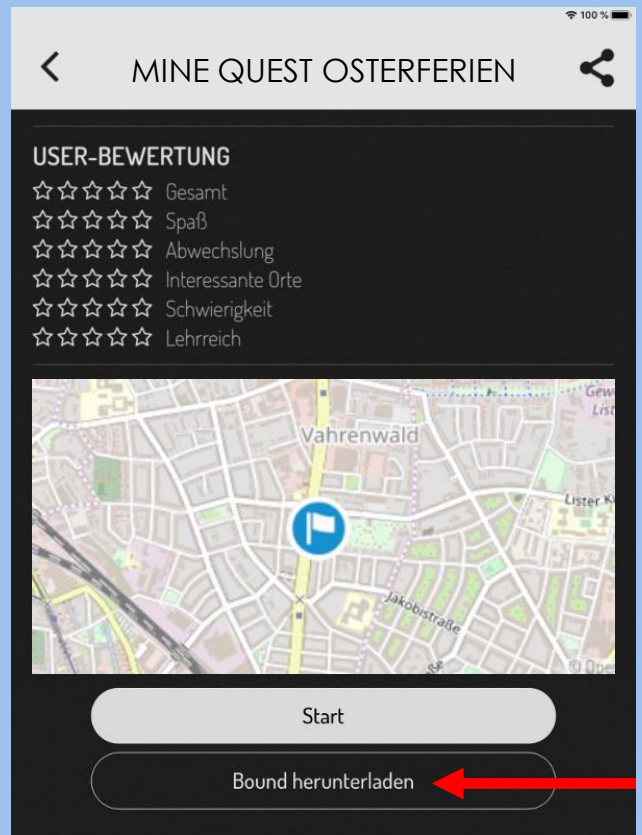 100 %
MINE QUEST OSTERFERIEN
USER-BEWERTUNG
Gesamt
Spaß
Abwechslung
Interessante Orte
Schwierigkeit
Lehrreich
Vahrenwald
List
Lister
Jakobistraße
Start
Bound herunterladen